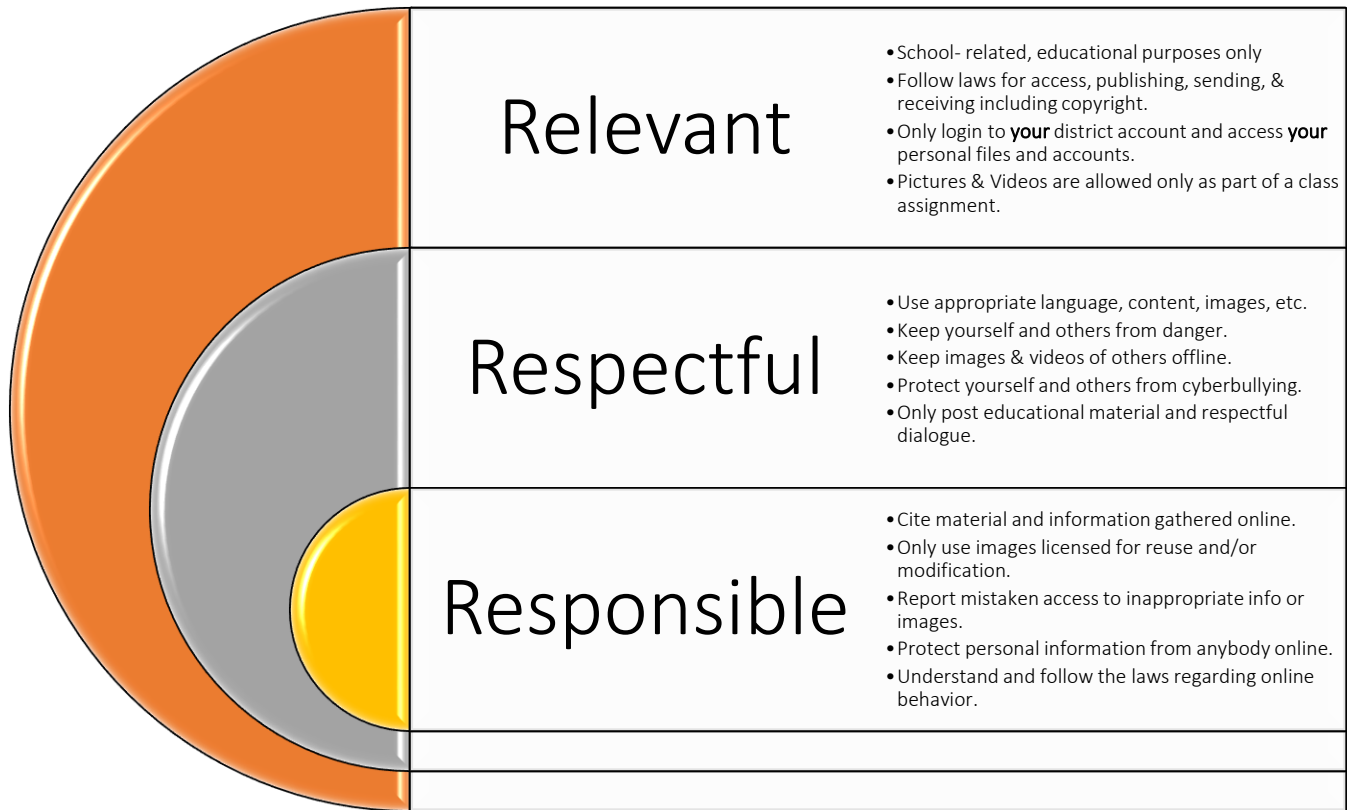 Relevant
•School- related, educational purposes only
•Follow laws for access, publishing, sending, &
receiving including copyright.
•Only login to your district account and access your
personal files and accounts.
•Pictures & Videos are allowed only as part of a class
assignment.
Respectful
•Use appropriate language, content, images, etc.
•Keep yourself and others from danger.
•Keep images & videos of others offline.
•Protect yourself and others from cyberbullying.
•Only post educational material and respectful
dialogue.
Responsible
•Cite material and information gathered online.
•Only use images licensed for reuse and/or
modification.
•Report mistaken access to inappropriate info or
images.
•Protect personal information from anybody online.
•Understand and follow the laws regarding online
behavior.